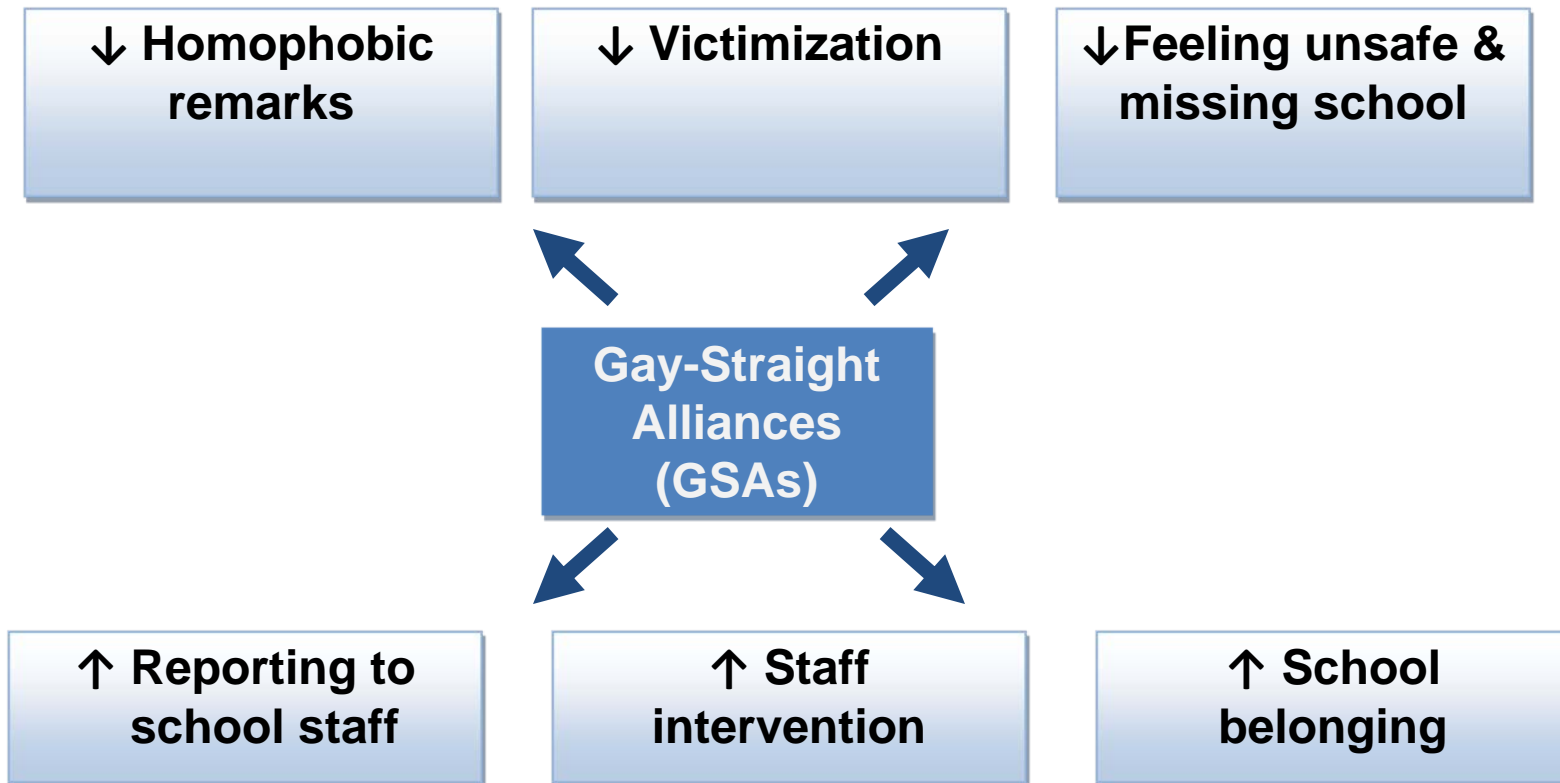 ↓ Homophobic
remarks
↓ Victimization
↓Feeling unsafe &
missing school
Gay-Straight
Alliances
(GSAs)
↑ Reporting to
school staff
↑ Staff
intervention
↑ School
belonging